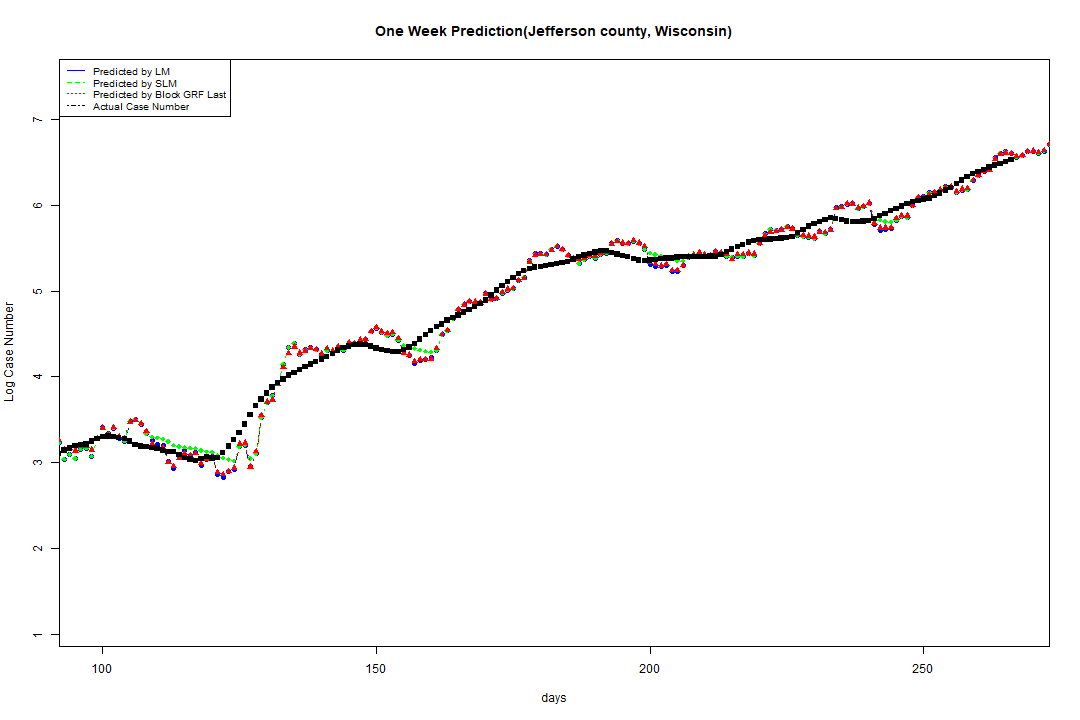 One Week Prediction(Jefferson county, Wisconsin)
Predicted by LM
Predicted by SLM
Predicted by Block GRF Last
Actual Case Number
7
6
5
4
3
2
1
Log Case Number
100 150 200 250
days